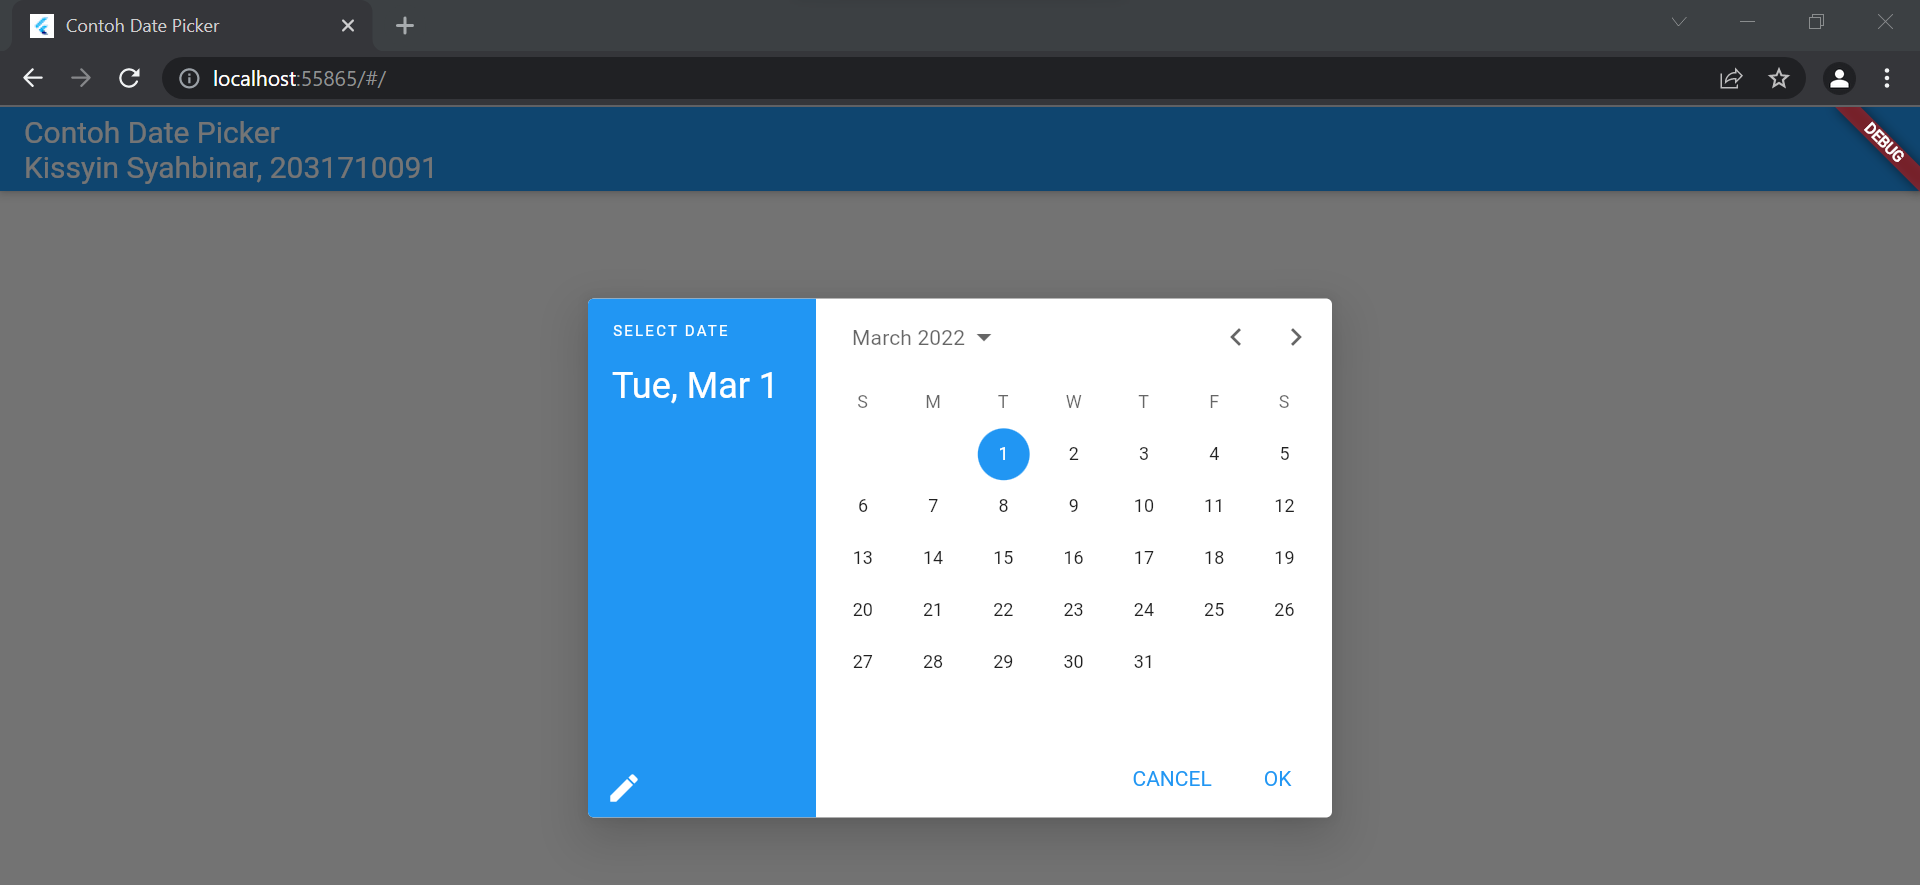 Contoh Date Picker
localhost:55865/#/
Contoh Date Picker
Kissyin Syahbinar, 2031710091
DEBUG
SELECT DATE
Tue, Mar 1
March 2022
S M T W T F S
1 2 3 4 5
6 7 8 9 10 11 12
13 14 15 16 17 18 19
20 21 22 23 24 25 26
27 28 29 30 31
CANCEL OK